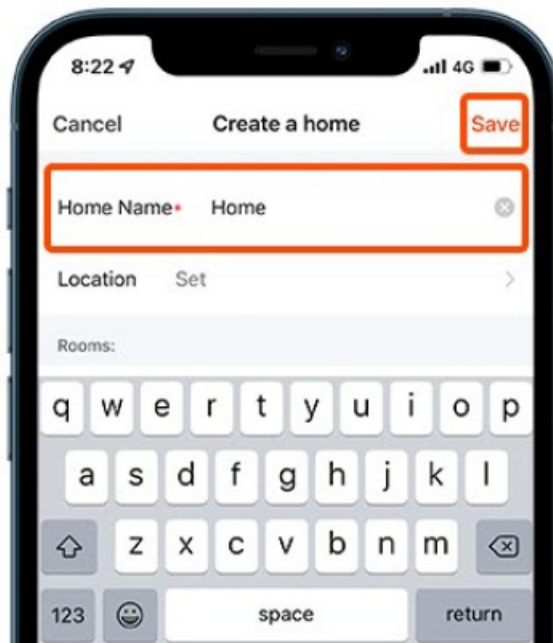 8:22 4G
Cancel Create a home Save
Home Name• Home
Location Set
Rooms:
q w e r t y u i o p
a s d f g h j k l
z x c v b n m
123 space return